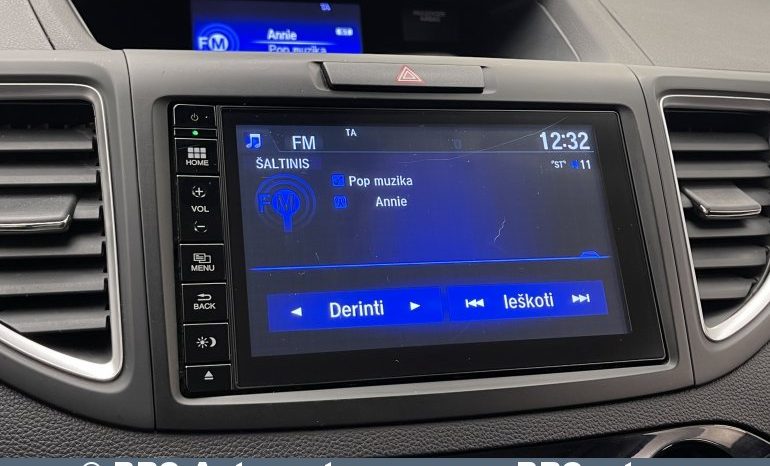 FM
Annie
Pop muzika
HOME
VOL
MENU
BACK
FM
TA
12:32
ŠALTINIS
"ST"
11
FM
Pop muzika
Annie
Derinti
Ieškoti